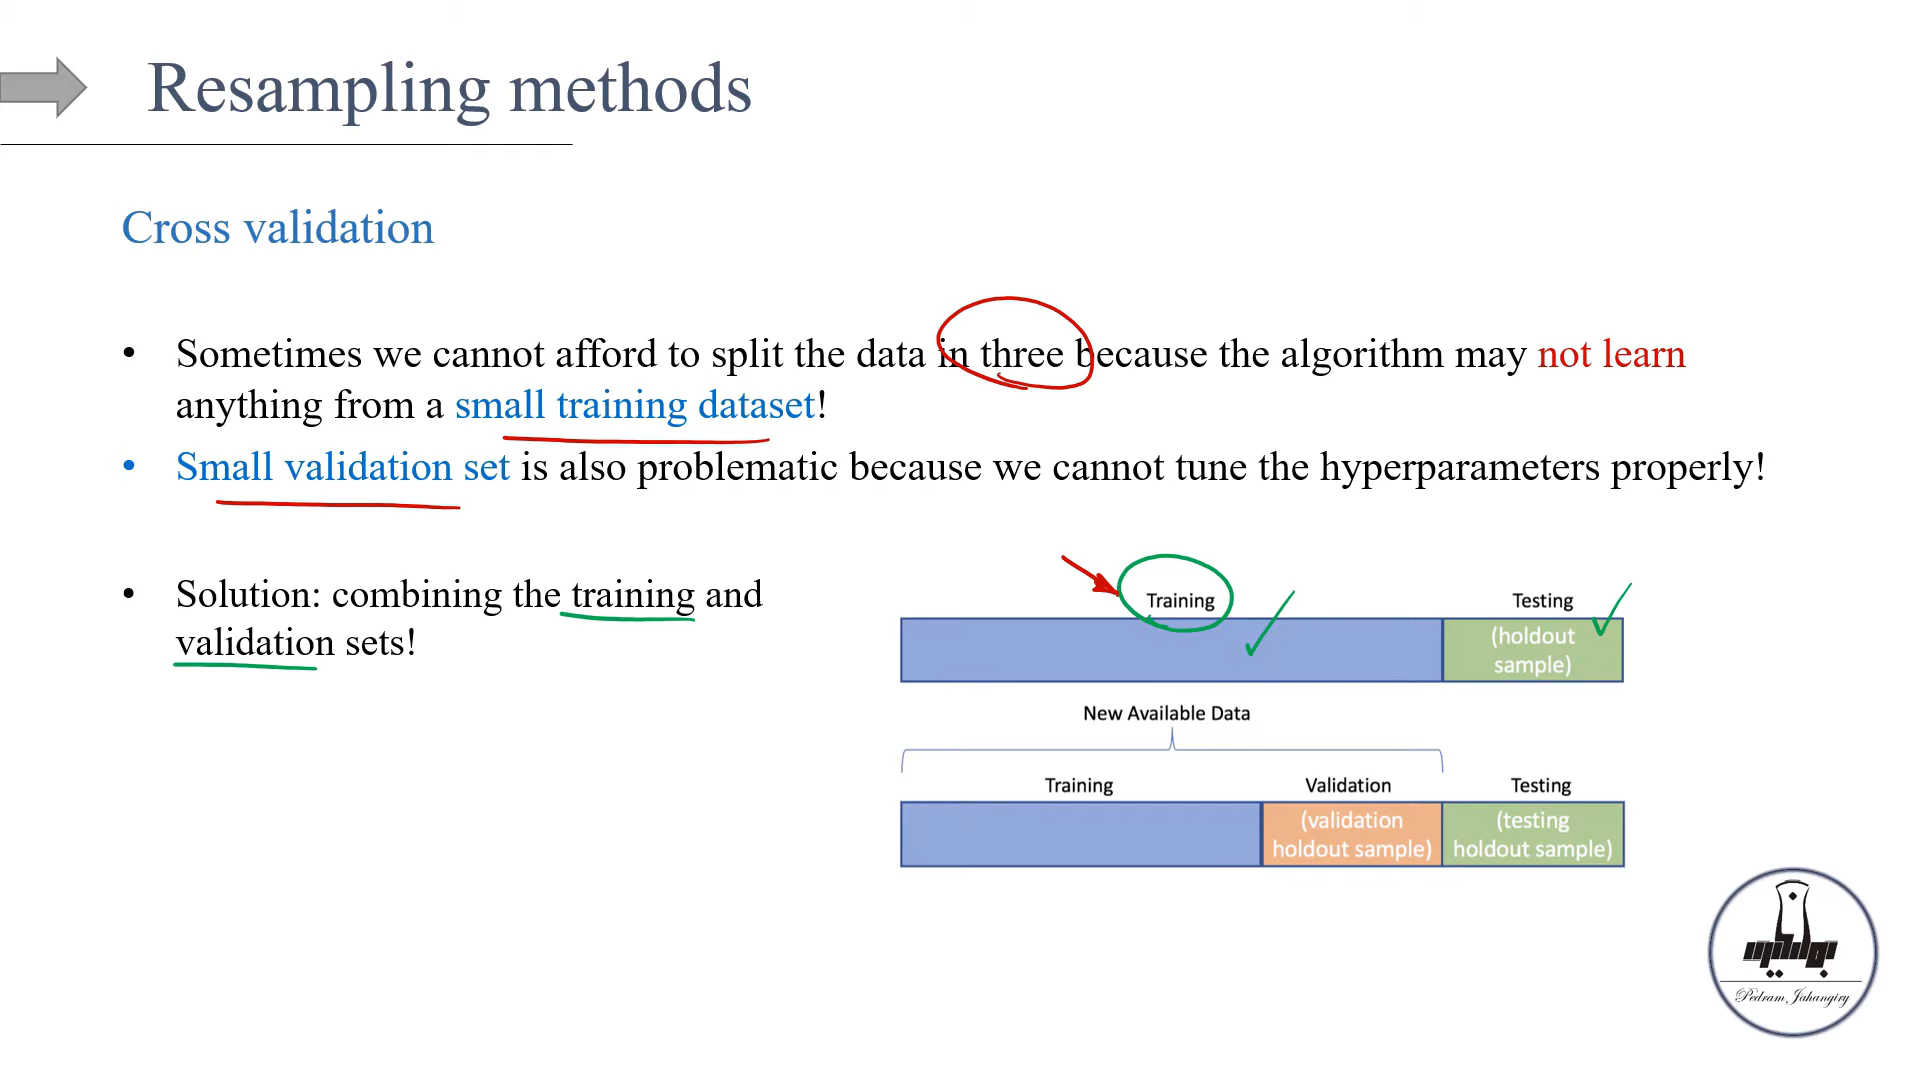 Resampling methods
Cross validation
• Sometimes we cannot afford to split the data in three because the algorithm may not learn
anything from a small training dataset!
• Small validation set is also problematic because we cannot tune the hyperparameters properly!
• Solution: combining the training and
validation sets!
Training
Testing
(holdout
sample)
New Available Data
Training
Validation
Testing
(validation
holdout sample)
(testing
holdout sample)
Pedram Jahangiry